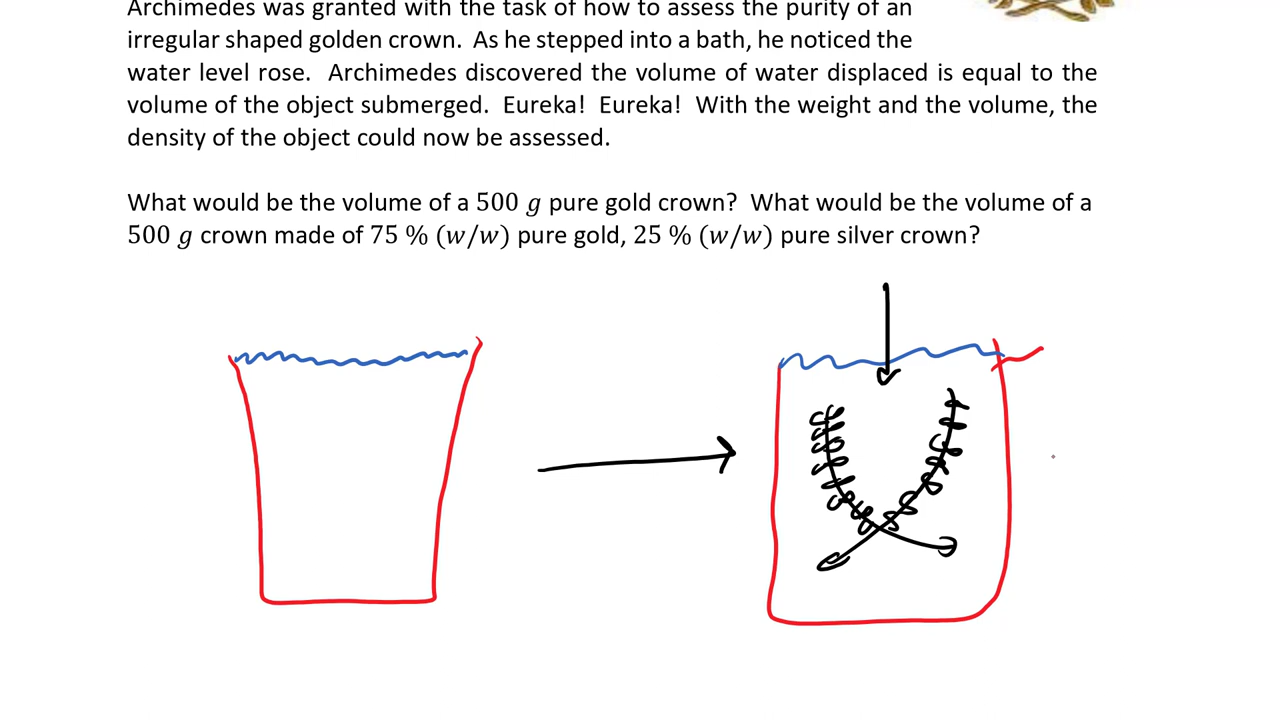 Archimedes was granted with the task of how to assess the purity of an
irregular shaped golden crown.  As he stepped into a bath, he noticed the
water level rose.  Archimedes discovered the volume of water displaced is equal to the
volume of the object submerged.  Eureka!  Eureka!  With the weight and the volume, the
density of the object could now be assessed.
What would be the volume of a 500 g pure gold crown?  What would be the volume of a
500 g crown made of 75 % (w/w) pure gold, 25 % (w/w) pure silver crown?